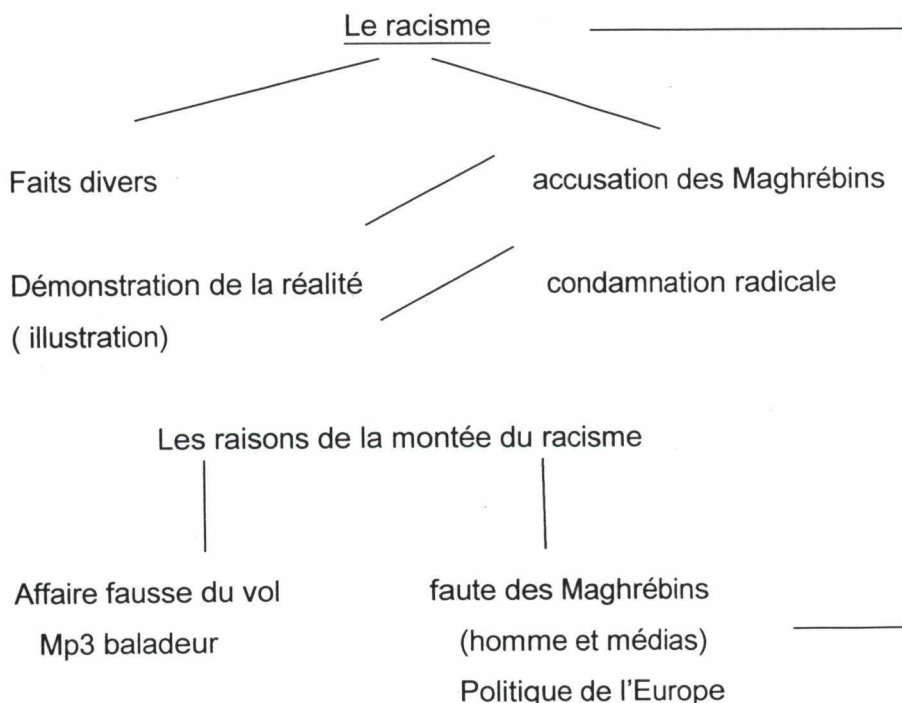 Le racisme
Faits divers
accusation des Maghrébins
Démonstration de la réalité
( illustration)
condamnation radicale
Les raisons de la montée du racisme
Affaire fausse du vol
Mp3 baladeur
faute des Maghrébins
(homme et médias)
Politique de l'Europe